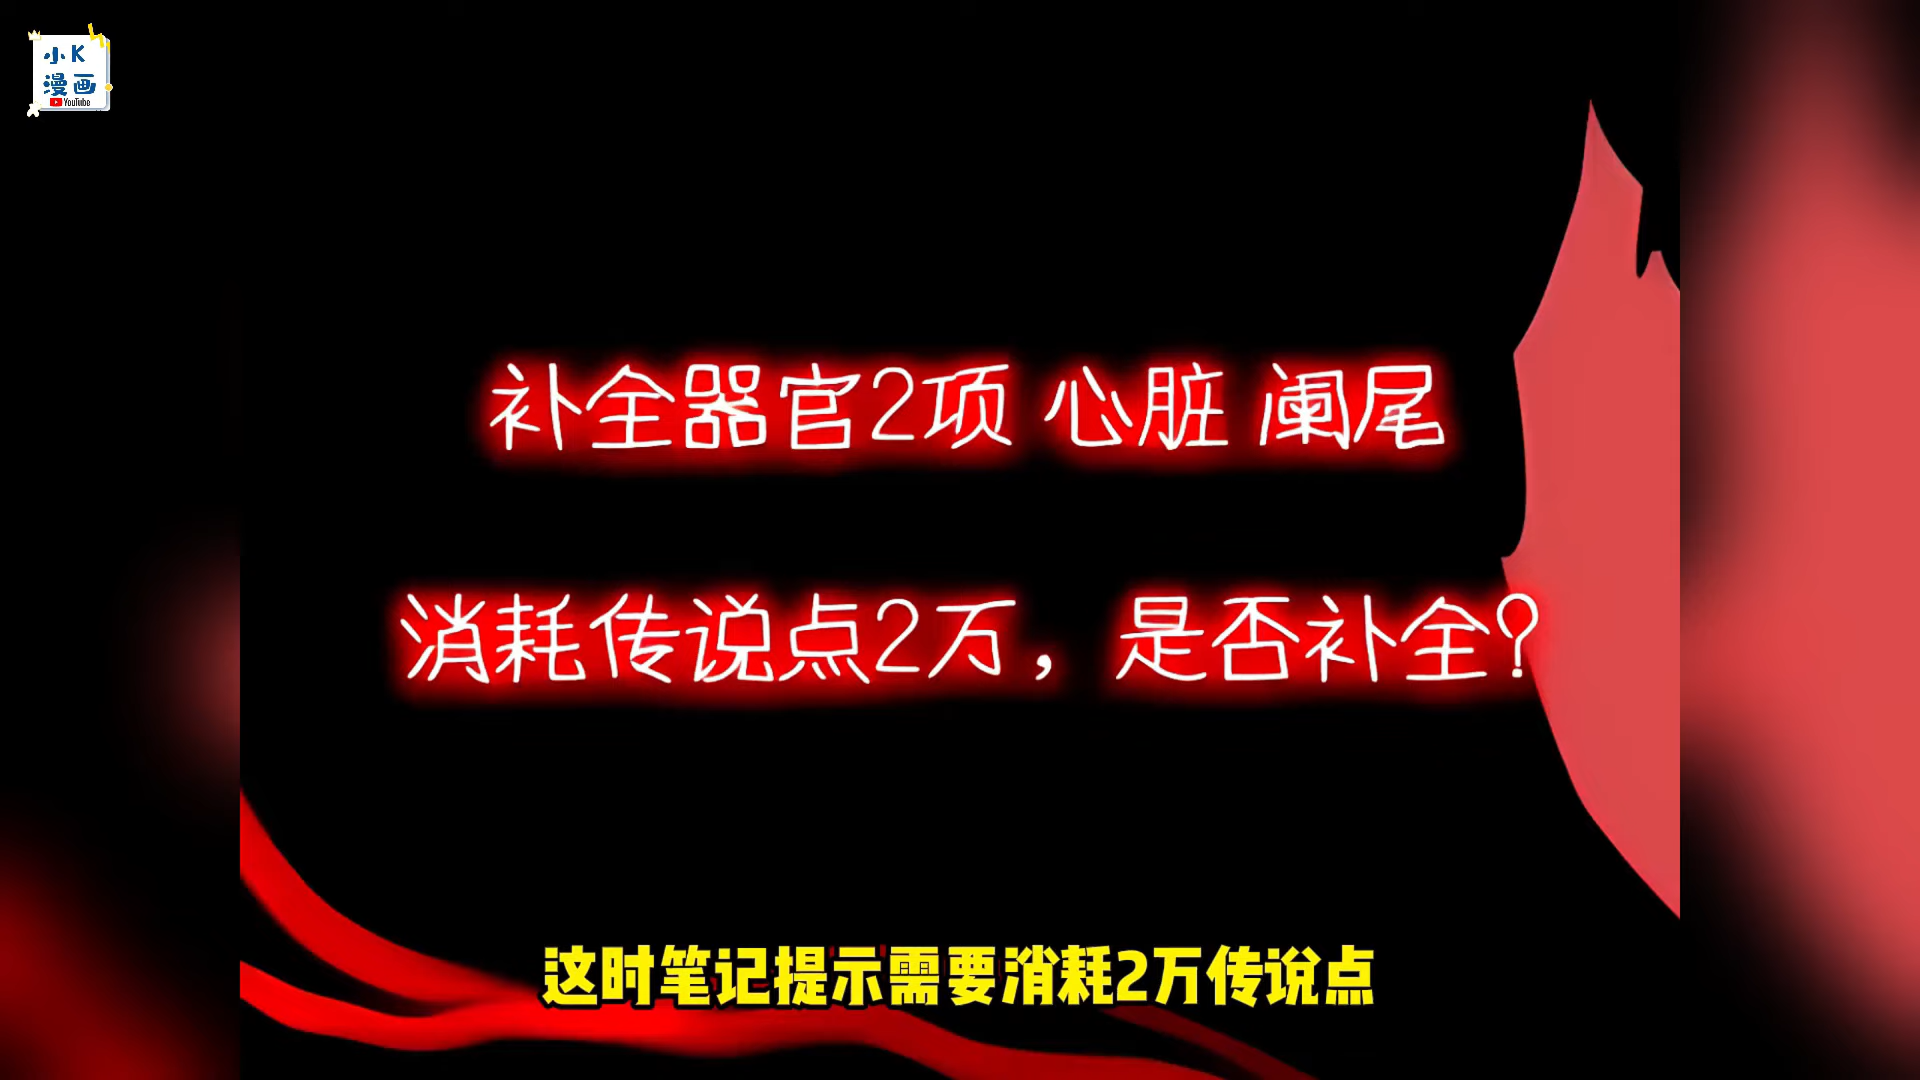 小K
漫画
YouTube
补全器官2项 心脏 阑尾
消耗传说点2万，是否补全?
这时笔记提示需要消耗2万传说点